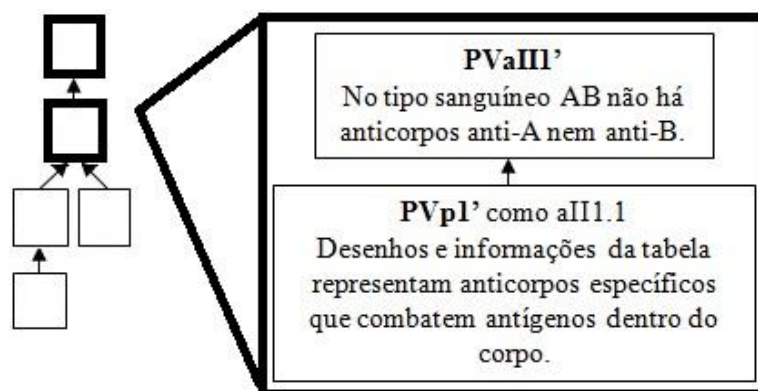 PVaII1’
No tipo sanguíneo AB não há
anticorpos anti-A nem anti-B.
PVp1’ como aII1.1
Desenhos e informações da tabela
representam anticorpos específicos
que combatem antígenos dentro do
corpo.